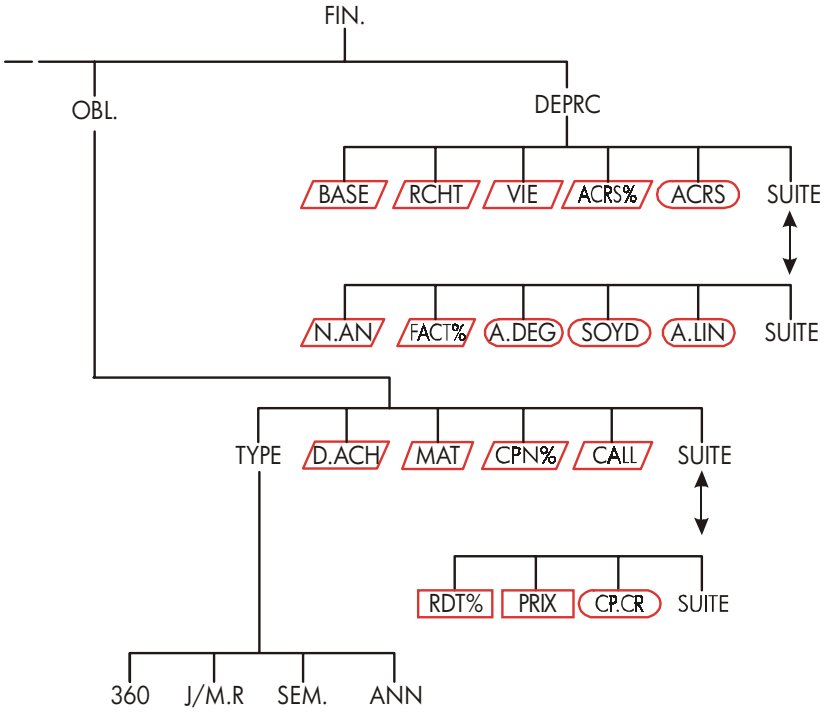 FIN.
OBL.
DEPRC
BASE RCHT VIE ACRS% ACRS SUITE
N.AN FACT% A.DEG SOYD A.LIN SUITE
TYPE D.ACH MAT CPN% CALL SUITE
RDT% PRIX CP.CR SUITE
360 J/M.R SEM. ANN